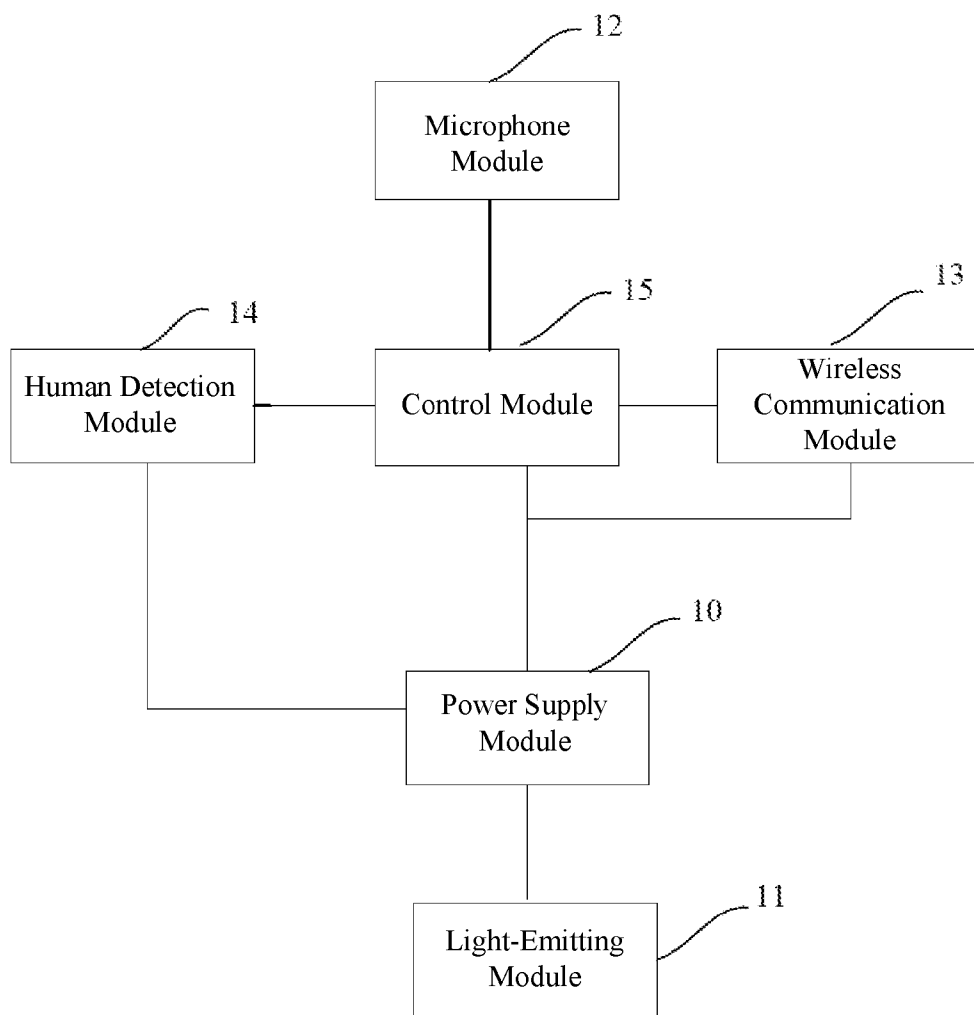 12
Microphone
Module
14
15
13
Human Detection
Module
Control Module
Wireless
Communication
Module
10
Power Supply
Module
11
Light-Emitting
Module